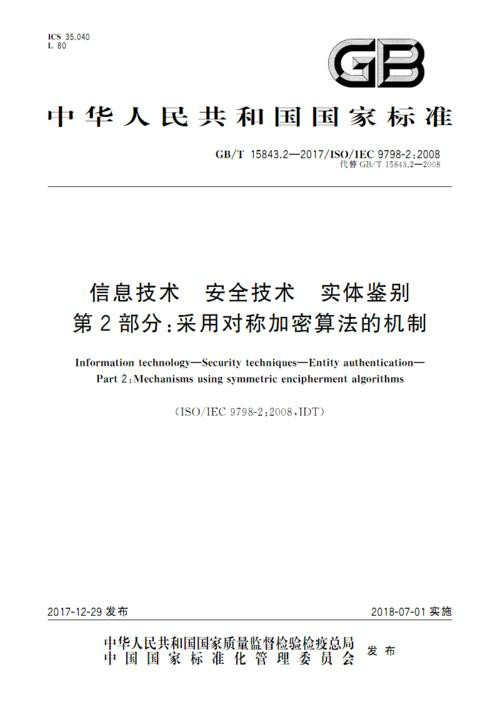 ICS 35.040
L 80
GB
中华人民共和国国家标准
GB/T 15843.2—2017/ISO/IEC 9798-2:2008
代替 GB/T 15843.2—2008
信息技术 安全技术 实体鉴别
第 2 部分:采用对称加密算法的机制
Information technology—Security techniques—Entity authentication—
Part 2:Mechanisms using symmetric encipherment algorithms
(ISO/IEC 9798-2:2008,IDT)
2017-12-29 发布 2018-07-01 实施
中华人民共和国国家质量监督检验检疫总局
中国国家标准化管理委员会 发布